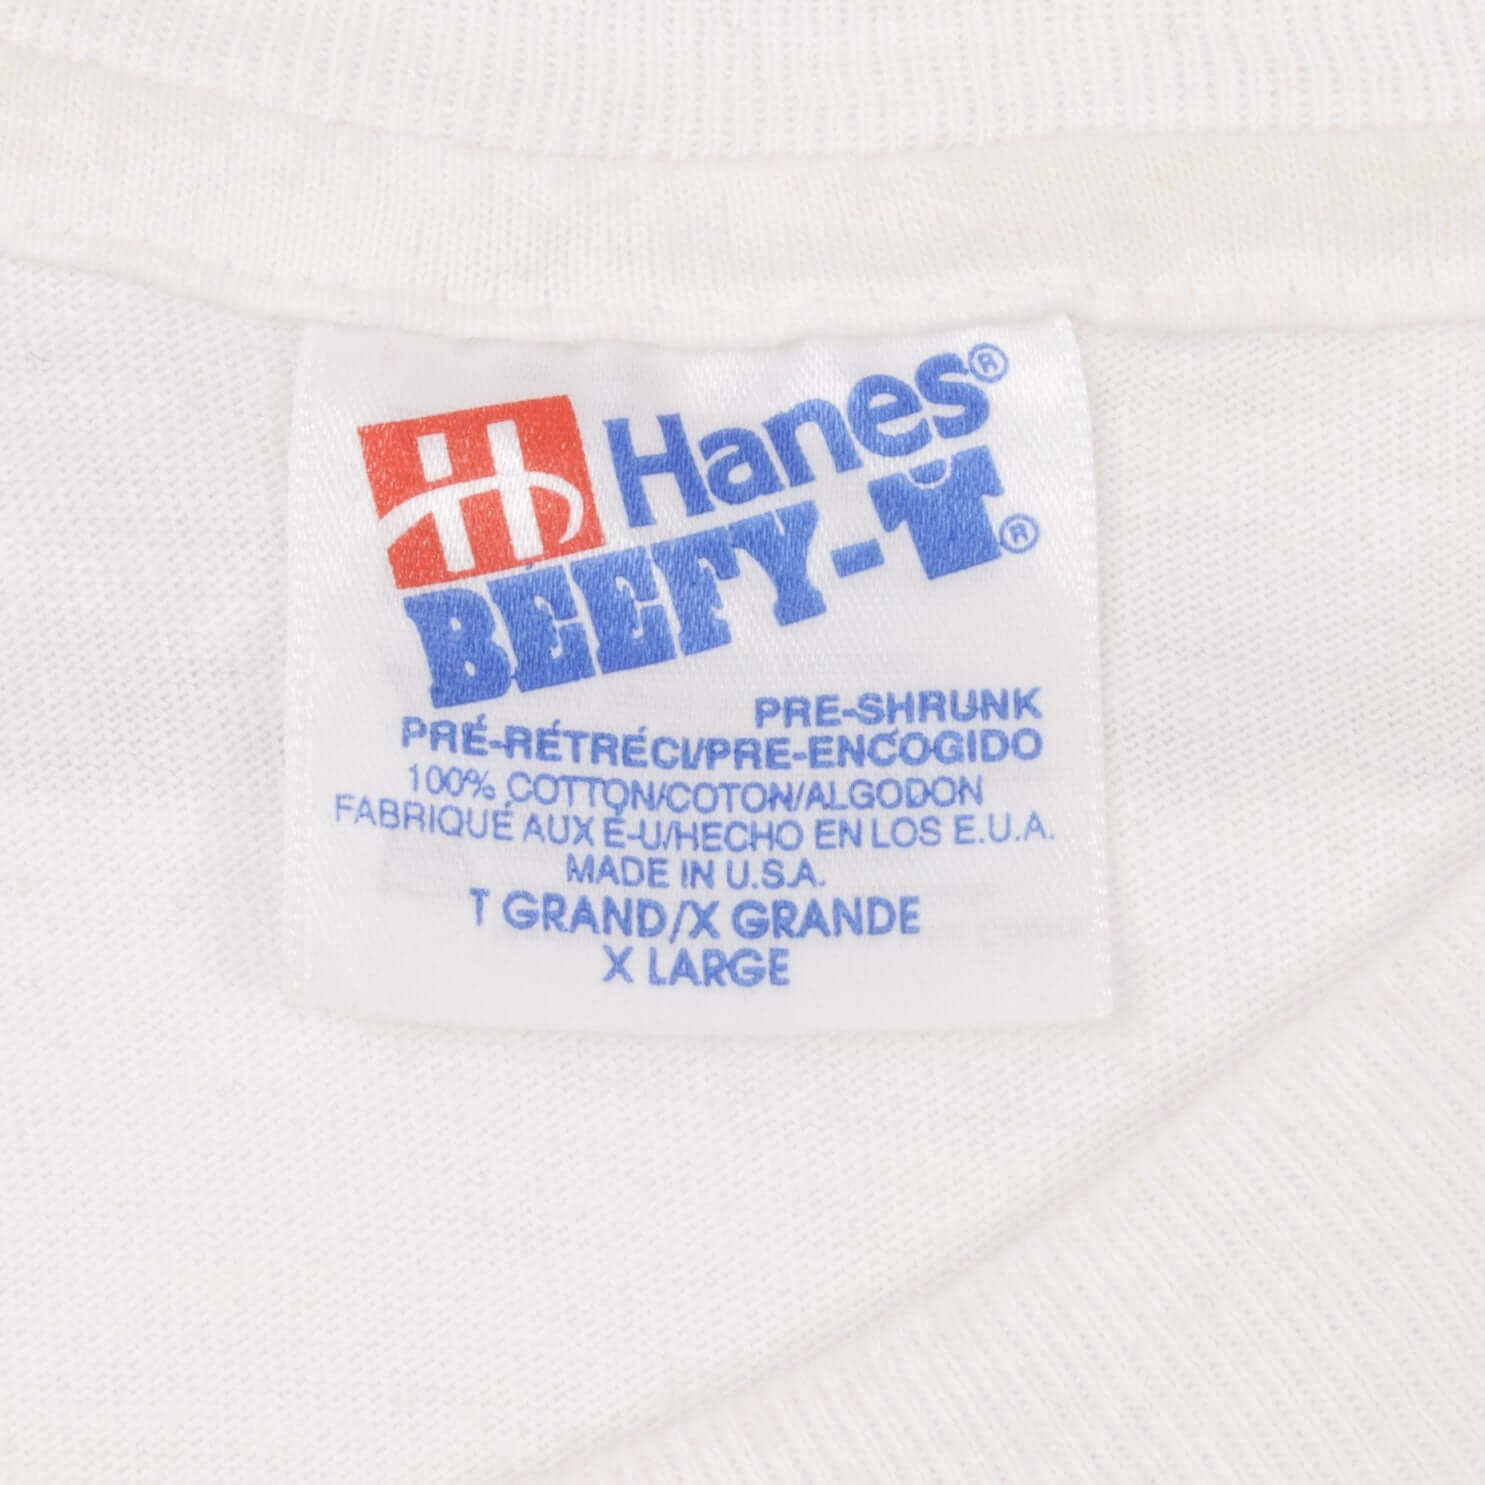 H Hanes®
BEEFY-T®
PRE-SHRUNK
PRÉ-RÉTRÉCI/PRE-ENCOGIDO
100% COTTON/COTON/ALGODON
FABRIQUÉ AUX É-U/HECHO EN LOS E.U.A.
MADE IN U.S.A.
T GRAND/X GRANDE
X LARGE